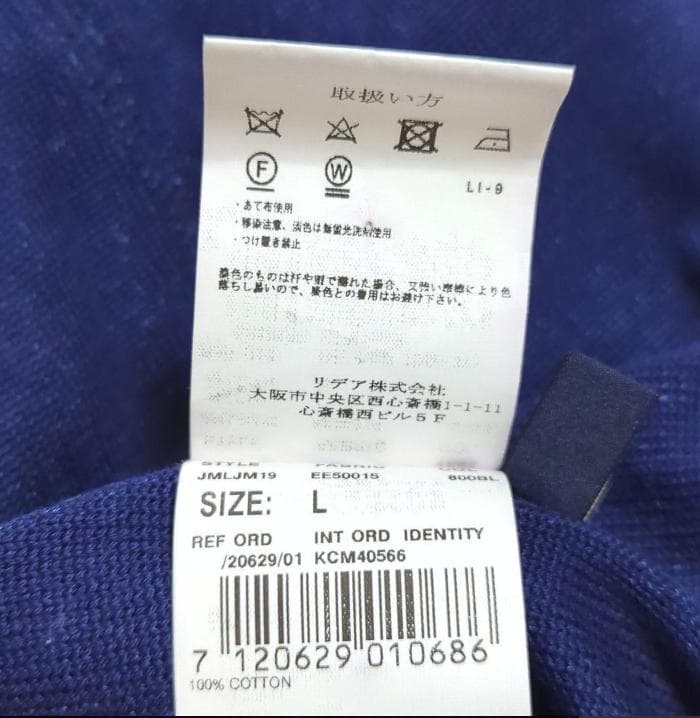 取扱い方
F
W
LI-9
・あて布使用
・移染注意、淡色は無蛍光洗剤使用
・つけ置き禁止
濃色のものは汗や雨で濡れた場合、又強い摩擦により色
落ちし易いので、淡色との着用はお避け下さい。
リデア株式会社
大阪市中央区西心斎橋1-1-11
心斎橋西ビル5F
STYLE FABRIC
JMLJM19 EE50015 800BL
SIZE: L
REF ORD INT ORD IDENTITY
/20629/01 KCM40566
7 120629 010686
100% COTTON